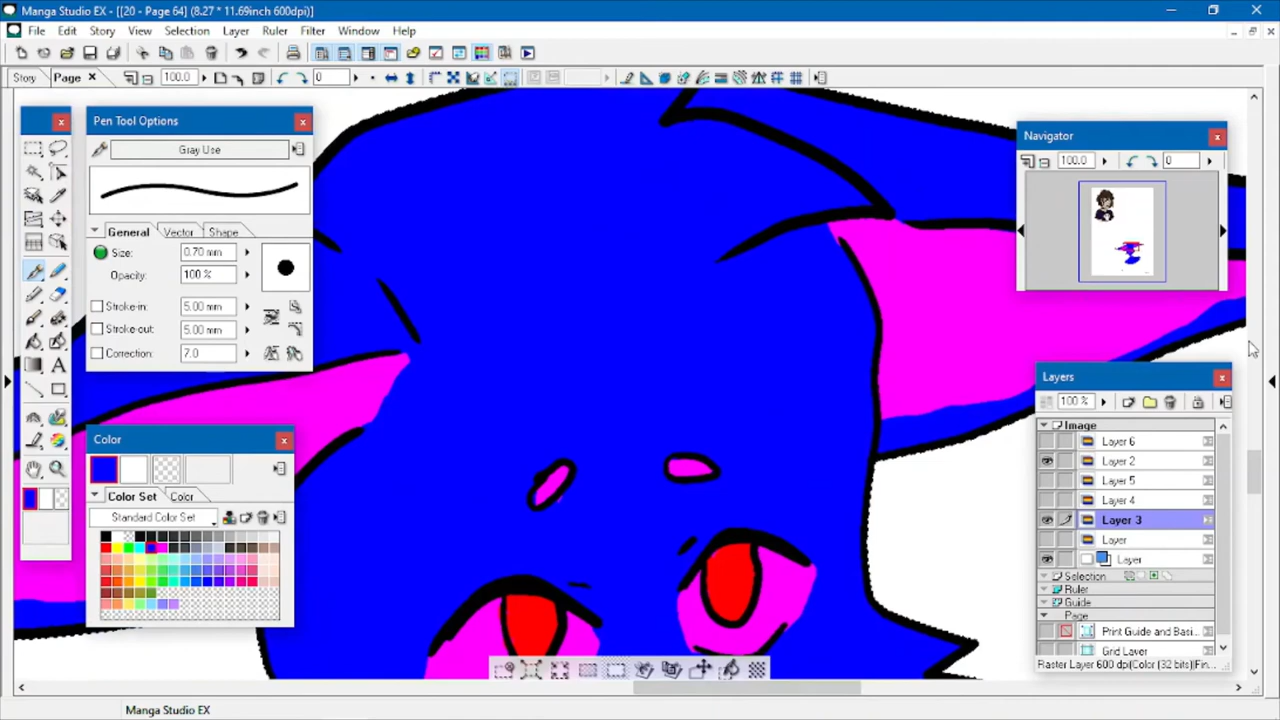 Manga Studio EX - [[20 - Page 64] (8.27 * 11.69inch 600dpi)]
File Edit Story View Selection Layer Ruler Filter Window Help
Story Page 100.0 0
Pen Tool Options
Gray Use
General Vector Shape
Size: 0.70 mm
Opacity: 100 %
Stroke-in: 5.00 mm
Stroke-out: 5.00 mm
Correction: 7.0
Color
Color Set Color
Standard Color Set
Navigator
100.0 0
Layers
100 %
Image
Layer 6
Layer 2
Layer 5
Layer 4
Layer 3
Layer
Layer
Selection
Ruler
Guide
Page
Print Guide and Basi...
Grid Layer
Raster Layer 600 dpi(Color (32 bits)(Fin...
Manga Studio EX